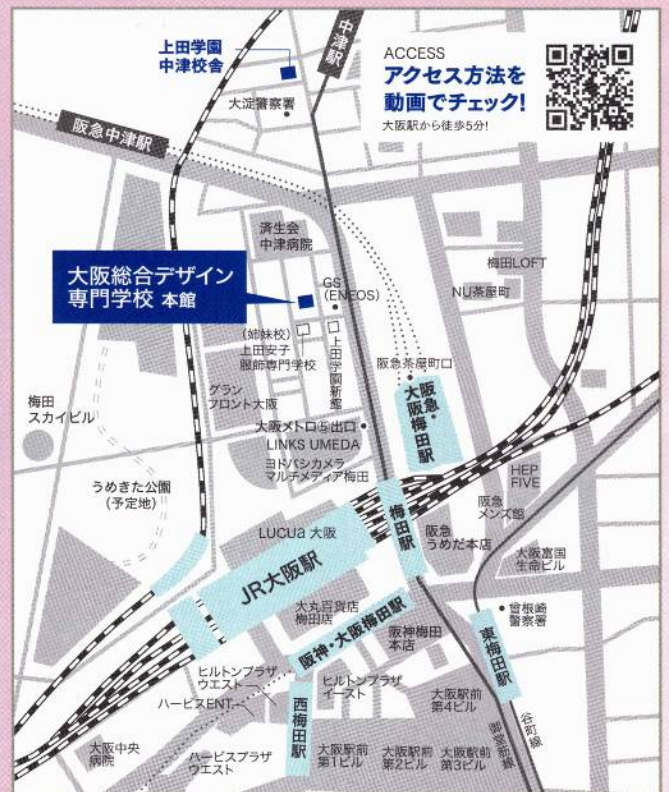 上田学園
中津校舎
中津駅
ACCESS
アクセス方法を
動画でチェック!
大阪駅から徒歩5分!
大淀警察署
阪急中津駅
済生会
中津病院
大阪総合デザイン
専門学校 本館
GS
(ENEOS)
梅田LOFT
NU茶屋町
(姉妹校)
上田安子
服飾専門学校
上田学園新館
阪急茶屋町口
阪急・
大阪梅田駅
グラン
フロント大阪
梅田
スカイビル
大阪メトロ⑤出口
LINKS UMEDA
ヨドバシカメラ
マルチメディア梅田
うめきた公園
(予定地)
HEP
FIVE
阪急
メンズ館
梅田駅
LUCUa 大阪
阪急
うめだ本店
大阪富国
生命ビル
JR大阪駅
大丸百貨店
梅田店
阪神・大阪梅田駅
阪神梅田
本店
曾根崎
警察署
東梅田駅
ヒルトンプラザ
ウエスト
ヒルトンプラザ
イースト
ハービスENT.
西梅田駅
大阪駅前
第4ビル
御堂筋線
谷町線
大阪中央
病院
ハービスプラザ
ウエスト
大阪駅前
第1ビル
大阪駅前
第2ビル
大阪駅前
第3ビル